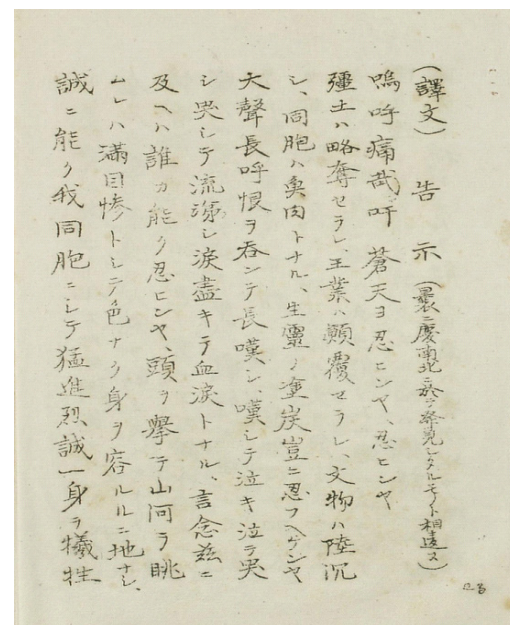 (譯文) 告示 (曩ニ慶南北ニ於テ発見シタルモノト相違ス)
嗚呼痛哉吁蒼天ヨ忍ヒンヤ、忍ヒンヤ
疆土ハ略奪セラレ、王業ハ顚覆セラレ、文物ハ陸沉
シ、同胞ハ魚肉トナル、生霊ノ塗炭豈ニ忍フヘケンヤ
大聲長呼恨ヲ呑ンテ長嘆シ、嘆シテ泣キ泣テ哭
シ哭シテ流涕シ涙盡キテ血涙トナル、言念茲ニ
及ヘハ誰カ能ク忍ヒンヤ、頭ヲ擧テ山河ヲ眺
ムレハ満目惨トシテ色ナク身ヲ容ルルニ地ナシ、
誠ニ能ク我同胞ニシテ猛進烈誠一身ヲ犧牲